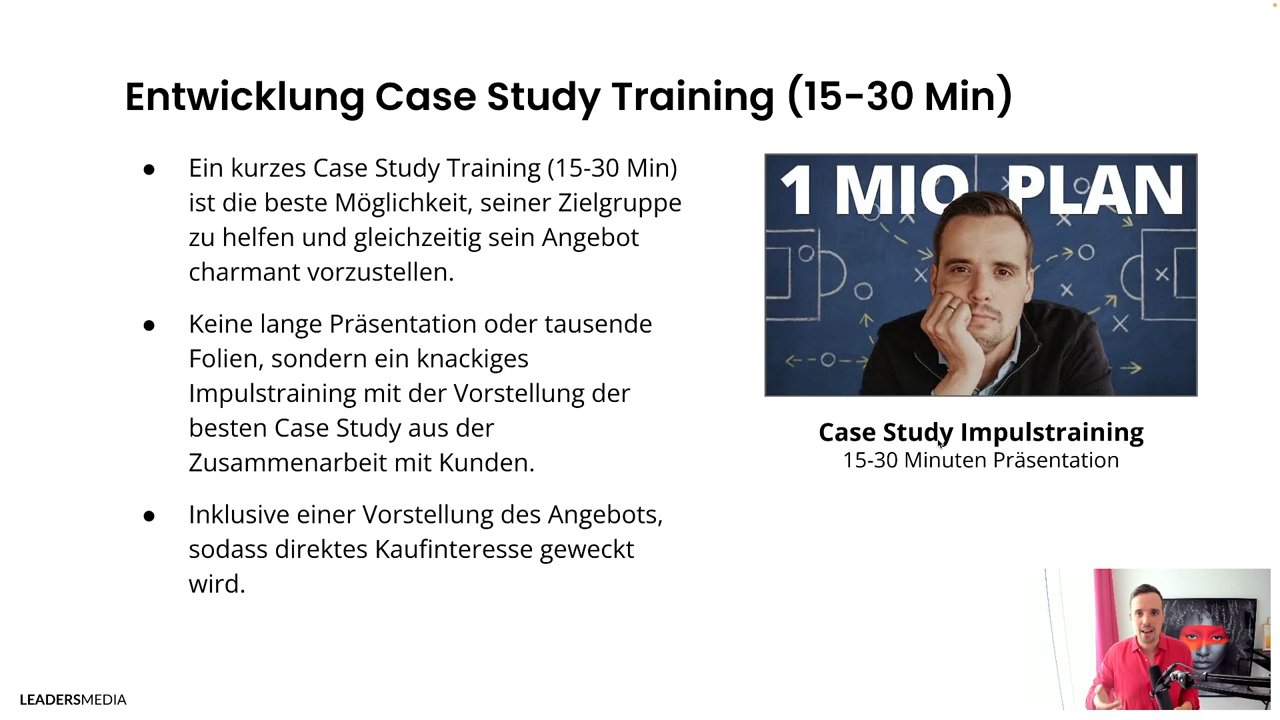 Entwicklung Case Study Training (15-30 Min)
● Ein kurzes Case Study Training (15-30 Min)
ist die beste Möglichkeit, seiner Zielgruppe
zu helfen und gleichzeitig sein Angebot
charmant vorzustellen.
● Keine lange Präsentation oder tausende
Folien, sondern ein knackiges
Impulstraining mit der Vorstellung der
besten Case Study aus der
Zusammenarbeit mit Kunden.
● Inklusive einer Vorstellung des Angebots,
sodass direktes Kaufinteresse geweckt
wird.
1 MIO PLAN
Case Study Impulstraining
15-30 Minuten Präsentation
LEADERSMEDIA